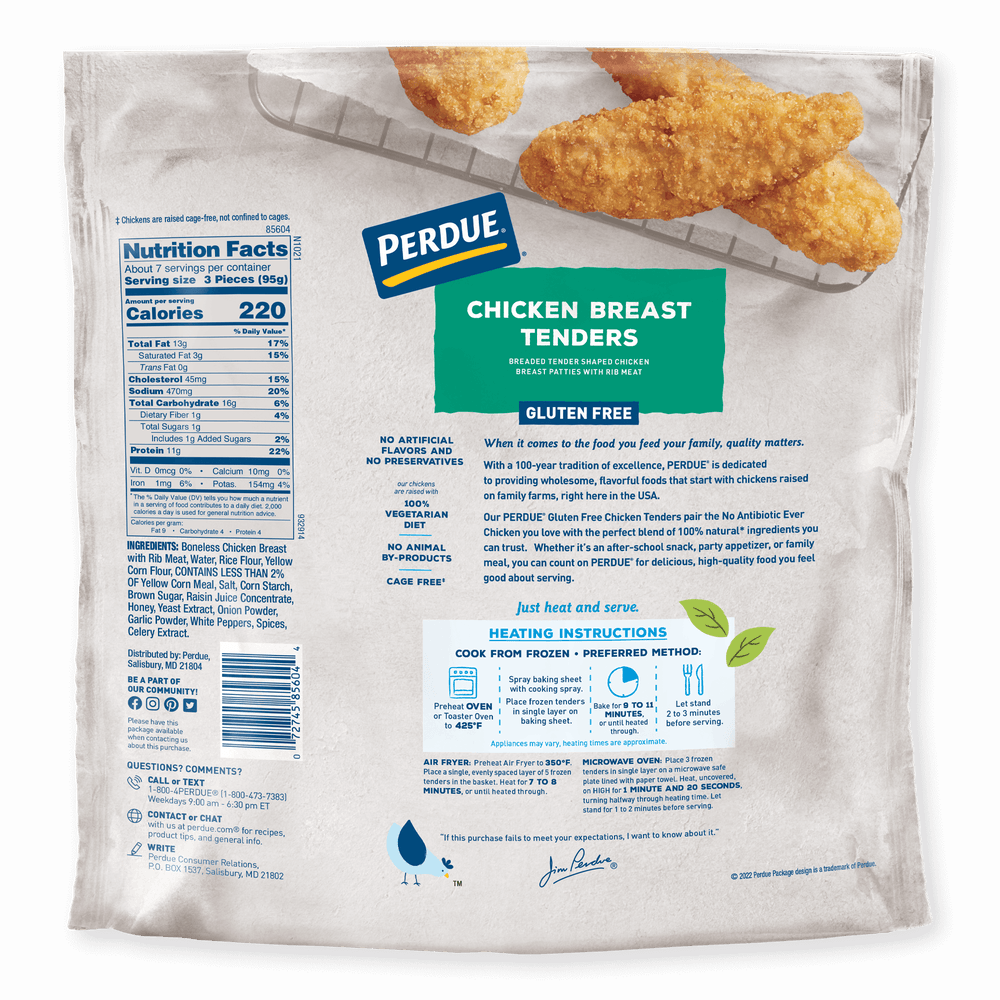 ‡ Chickens are raised cage-free, not confined to cages.
85604
N1021
Nutrition Facts
About 7 servings per container
Serving size 3 Pieces (95g)
Amount per serving
Calories 220
% Daily Value*
Total Fat 13g 17%
Saturated Fat 3g 15%
Trans Fat 0g
Cholesterol 45mg 15%
Sodium 470mg 20%
Total Carbohydrate 16g 6%
Dietary Fiber 1g 4%
Total Sugars 1g
Includes 1g Added Sugars 2%
Protein 11g 22%
Vit. D 0mcg 0% • Calcium 10mg 0%
Iron 1mg 6% • Potas. 154mg 4%
*The % Daily Value (DV) tells you how much a nutrient
in a serving of food contributes to a daily diet. 2,000
calories a day is used for general nutrition advice.
Calories per gram:
Fat 9 • Carbohydrate 4 • Protein 4
932914
INGREDIENTS: Boneless Chicken Breast
with Rib Meat, Water, Rice Flour, Yellow
Corn Flour, CONTAINS LESS THAN 2%
OF Yellow Corn Meal, Salt, Corn Starch,
Brown Sugar, Raisin Juice Concentrate,
Honey, Yeast Extract, Onion Powder,
Garlic Powder, White Peppers, Spices,
Celery Extract.
Distributed by: Perdue,
Salisbury, MD 21804
BE A PART OF
OUR COMMUNITY!
Please have this
package available
when contacting us
about this purchase.
0 72745 85604 4
QUESTIONS? COMMENTS?
CALL or TEXT
1-800-4PERDUE® (1-800-473-7383)
Weekdays 9:00 am - 6:30 pm ET
CONTACT or CHAT
with us at perdue.com® for recipes,
product tips, and general info.
WRITE
Perdue Consumer Relations,
P.O. BOX 1537, Salisbury, MD 21802
PERDUE®
®
CHICKEN BREAST
TENDERS
BREADED TENDER SHAPED CHICKEN
BREAST PATTIES WITH RIB MEAT
GLUTEN FREE
NO ARTIFICIAL
FLAVORS AND
NO PRESERVATIVES
our chickens
are raised with
100%
VEGETARIAN
DIET
NO ANIMAL
BY-PRODUCTS
CAGE FREE‡
When it comes to the food you feed your family, quality matters.
With a 100-year tradition of excellence, PERDUE® is dedicated
to providing wholesome, flavorful foods that start with chickens raised
on family farms, right here in the USA.
Our PERDUE® Gluten Free Chicken Tenders pair the No Antibiotic Ever
Chicken you love with the perfect blend of 100% natural* ingredients you
can trust. Whether it's an after-school snack, party appetizer, or family
meal, you can count on PERDUE® for delicious, high-quality food you feel
good about serving.
Just heat and serve.
HEATING INSTRUCTIONS
COOK FROM FROZEN • PREFERRED METHOD:
Preheat OVEN
or Toaster Oven
to 425°F
Spray baking sheet
with cooking spray.
Place frozen tenders
in single layer on
baking sheet.
Bake for 9 TO 11
MINUTES,
or until heated
through.
Let stand
2 to 3 minutes
before serving.
Appliances may vary, heating times are approximate.
AIR FRYER: Preheat Air Fryer to 350°F.
Place a single, evenly spaced layer of 5 frozen
tenders in the basket. Heat for 7 TO 8
MINUTES, or until heated through.
MICROWAVE OVEN: Place 3 frozen
tenders in single layer on a microwave safe
plate lined with paper towel. Heat, uncovered,
on HIGH for 1 MINUTE AND 20 SECONDS,
turning halfway through heating time. Let
stand for 1 to 2 minutes before serving.
"If this purchase fails to meet your expectations, I want to know about it."
Jim Perdue®
TM
© 2022 Perdue Package design is a trademark of Perdue.